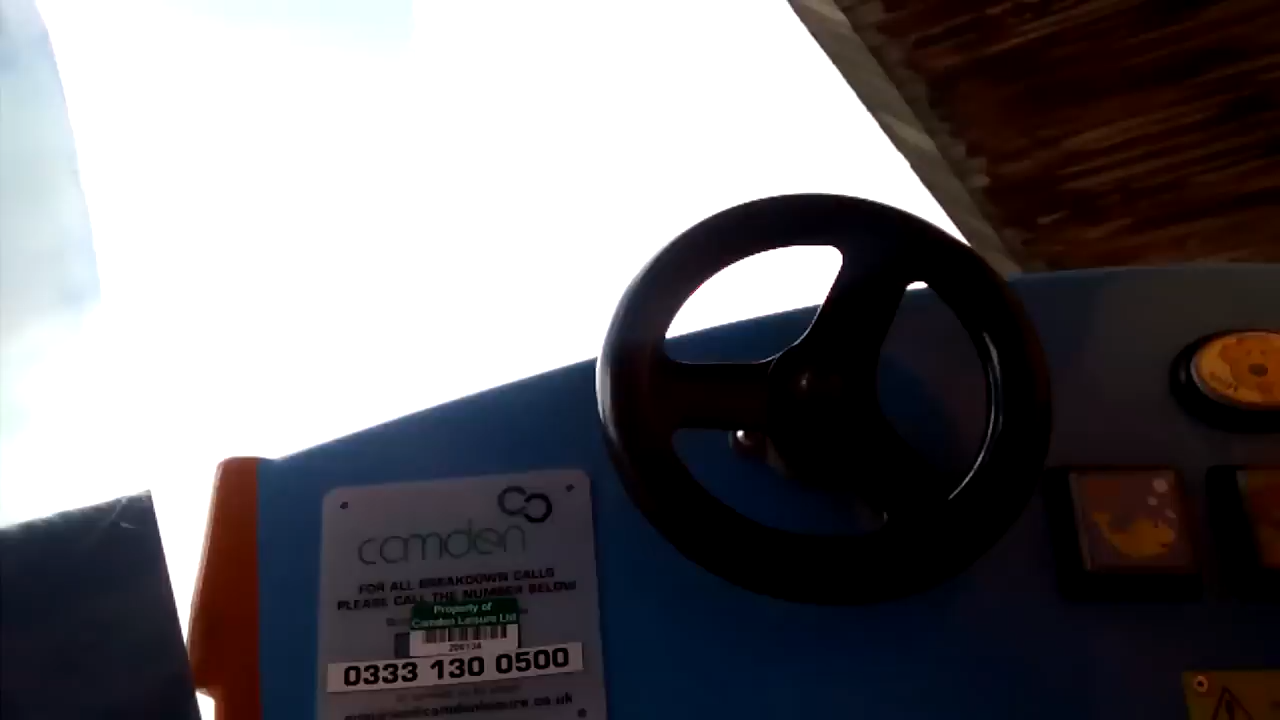 camden
FOR ALL BREAKDOWN CALLS
PLEASE CALL THE NUMBER BELOW
Property of
Camden Leisure Ltd
0333 130 0500